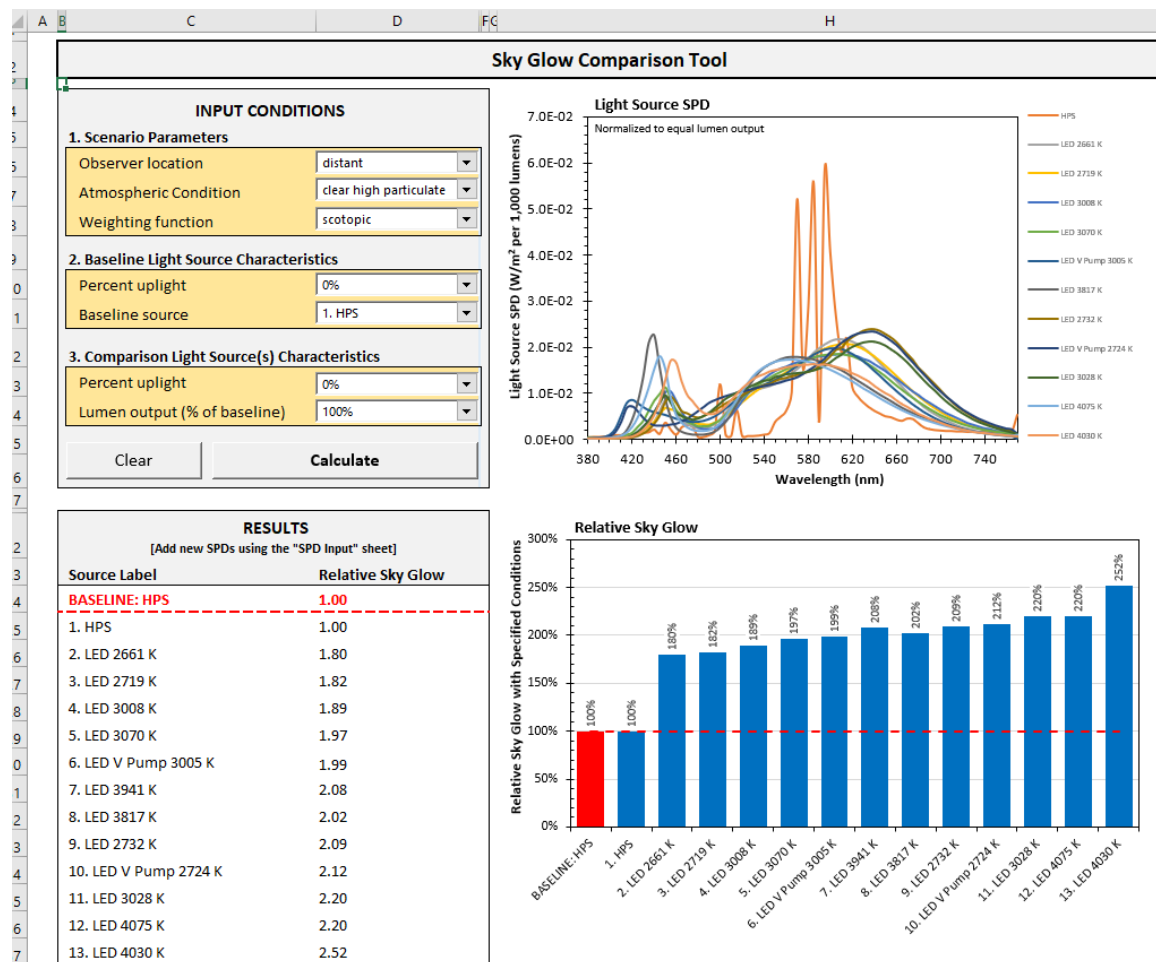 A B C D F G H
Sky Glow Comparison Tool
INPUT CONDITIONS
1. Scenario Parameters
Observer location distant
Atmospheric Condition clear high particulate
Weighting function scotopic
2. Baseline Light Source Characteristics
Percent uplight 0%
Baseline source 1. HPS
3. Comparison Light Source(s) Characteristics
Percent uplight 0%
Lumen output (% of baseline) 100%
Clear Calculate
Light Source SPD
Normalized to equal lumen output
Light Source SPD (W/m² per 1,000 lumens)
7.0E-02
6.0E-02
5.0E-02
4.0E-02
3.0E-02
2.0E-02
1.0E-02
0.0E+00
380 420 460 500 540 580 620 660 700 740
Wavelength (nm)
HPS
LED 2661 K
LED 2719 K
LED 3008 K
LED 3070 K
LED V Pump 3005 K
LED 3817 K
LED 2732 K
LED V Pump 2724 K
LED 3028 K
LED 4075 K
LED 4030 K
RESULTS
[Add new SPDs using the "SPD Input" sheet]
Source Label Relative Sky Glow
BASELINE: HPS 1.00
1. HPS 1.00
2. LED 2661 K 1.80
3. LED 2719 K 1.82
4. LED 3008 K 1.89
5. LED 3070 K 1.97
6. LED V Pump 3005 K 1.99
7. LED 3941 K 2.08
8. LED 3817 K 2.02
9. LED 2732 K 2.09
10. LED V Pump 2724 K 2.12
11. LED 3028 K 2.20
12. LED 4075 K 2.20
13. LED 4030 K 2.52
Relative Sky Glow
Relative Sky Glow with Specified Conditions
300%
250%
200%
150%
100%
50%
0%
100% 100% 180% 182% 189% 197% 199% 208% 202% 209% 212% 220% 220% 252%
BASELINE: HPS
1. HPS
2. LED 2661 K
3. LED 2719 K
4. LED 3008 K
5. LED 3070 K
6. LED V Pump 3005 K
7. LED 3941 K
8. LED 3817 K
9. LED 2732 K
10. LED V Pump 2724 K
11. LED 3028 K
12. LED 4075 K
13. LED 4030 K